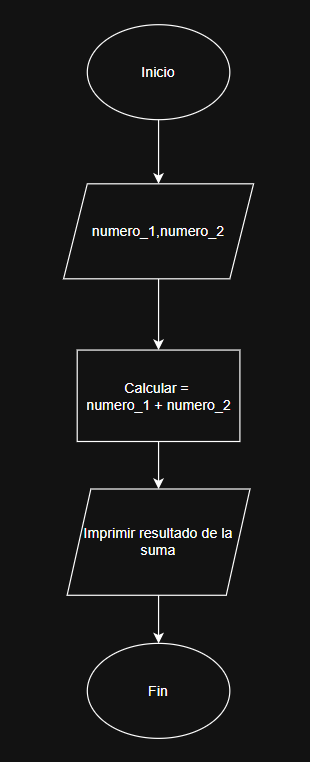 Inicio
numero_1,numero_2
Calcular =
numero_1 + numero_2
Imprimir resultado de la
suma
Fin